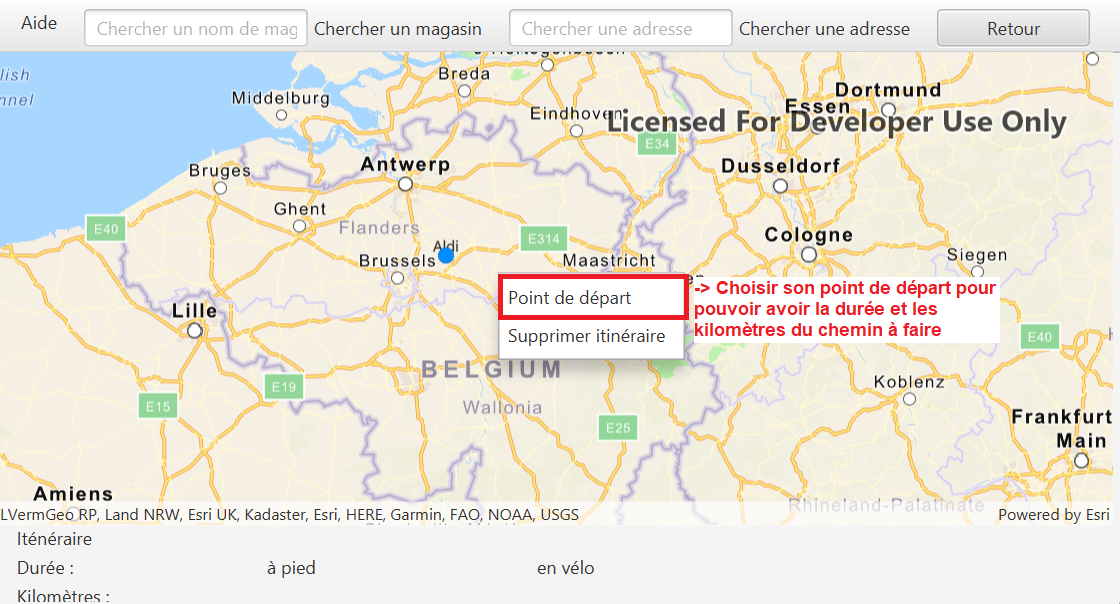 Aide
Chercher un nom de mag
Chercher un magasin
Chercher une adresse
Chercher une adresse
Retour
lish
nnel
Breda
Middelburg
Eindhoven
Dortmund
Essen
Licensed For Developer Use Only
E34
Antwerp
Dusseldorf
Bruges
Ghent
E40
Flanders
E314
Cologne
Aldi
Brussels
Maastricht
Siegen
en
Point de départ
-> Choisir son point de départ pour
pouvoir avoir la durée et les
kilomètres du chemin à faire
Lille
Supprimer itinéraire
E40
BELGIUM
E19
Koblenz
E15
Wallonia
E25
Frankfurt
Main
Amiens
Rhineland-Palatinate
LVermGeo RP, Land NRW, Esri UK, Kadaster, Esri, HERE, Garmin, FAO, NOAA, USGS
Powered by Esri
Iténéraire
Durée :
à pied
en vélo
Kilomètres :